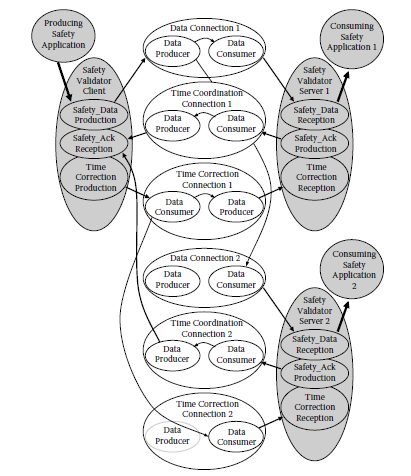 Producing
Safety
Application
Safety
Validator
Client
Safety_Data
Production
Safety_Ack
Reception
Time
Correction
Production
Data Connection 1
Data
Producer
Data
Consumer
Time Coordination
Connection 1
Data
Producer
Data
Consumer
Time Correction
Connection 1
Data
Consumer
Data
Producer
Data Connection 2
Data
Producer
Data
Consumer
Time Coordination
Connection 2
Data
Producer
Data
Consumer
Time Correction
Connection 2
Data
Producer
Data
Consumer
Consuming
Safety
Application 1
Safety
Validator
Server 1
Safety_Data
Reception
Safety_Ack
Production
Time
Correction
Reception
Consuming
Safety
Application
2
Safety
Validator
Server 2
Safety_Data
Reception
Safety_Ack
Production
Time
Correction
Reception